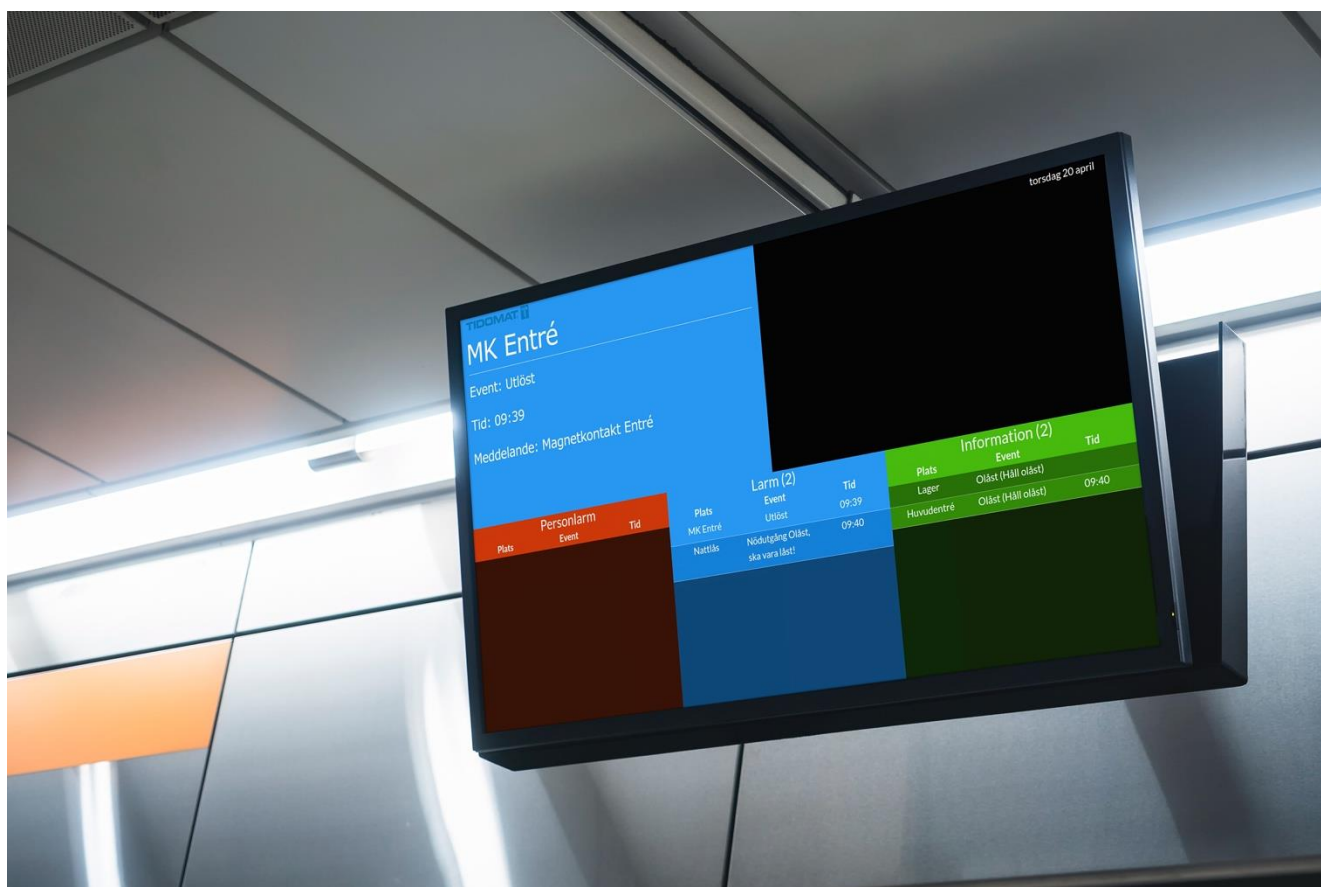 torsdag 20 april
TIDOMAT
MK Entré
Event: Utlöst
Tid: 09:39
Meddelande: Magnetkontakt Entré
Personlarm
Plats Event Tid
Larm (2)
Plats Event Tid
MK Entré Utlöst 09:39
Nattlås Nödutgång Olåst, 09:40
ska vara låst!
Information (2)
Plats Event Tid
Lager Olåst (Håll olåst)
Huvudentré Olåst (Håll olåst) 09:40